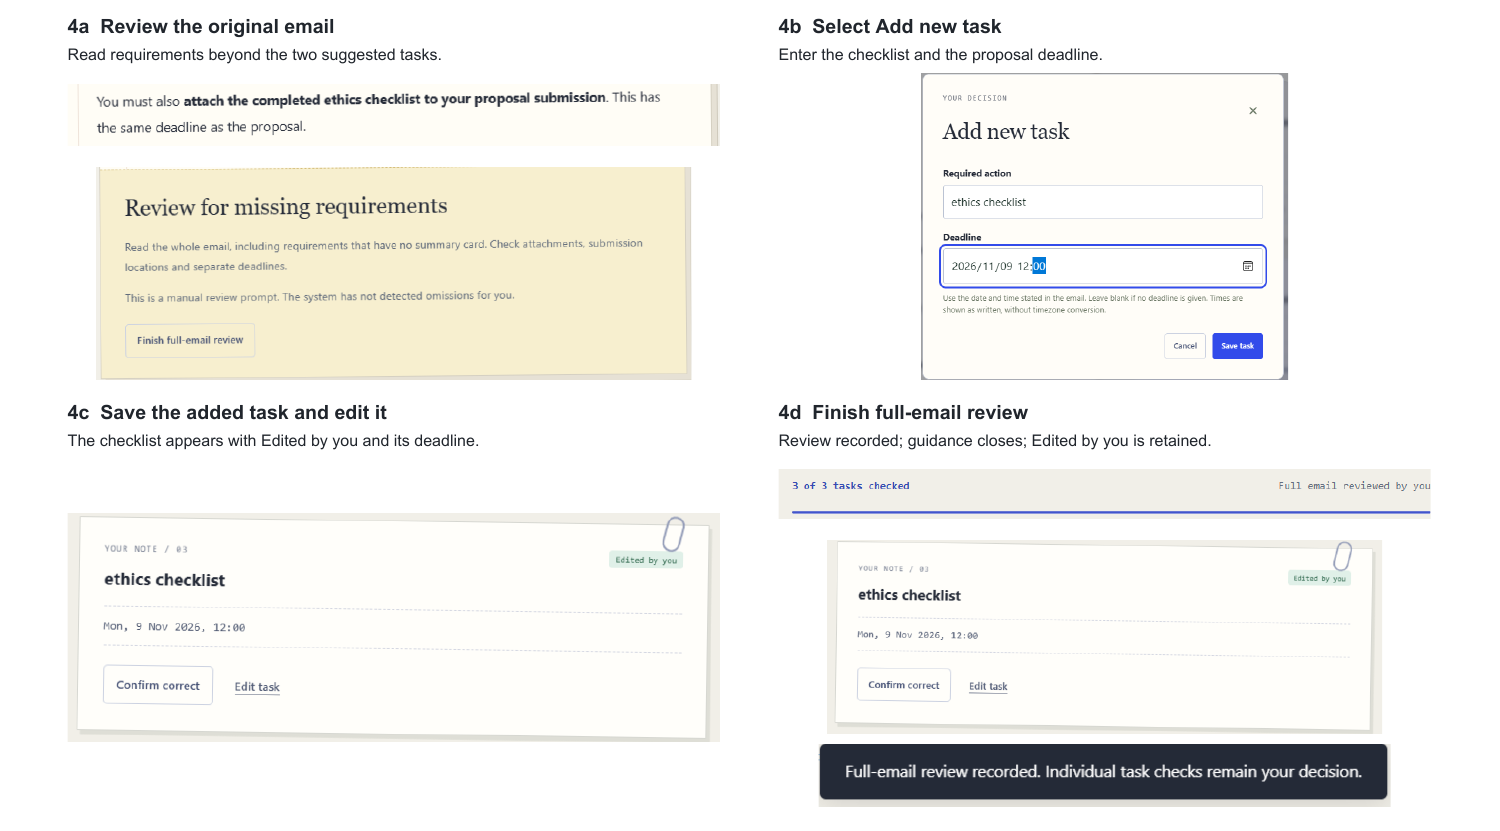 4a Review the original email
Read requirements beyond the two suggested tasks.
You must also attach the completed ethics checklist to your proposal submission. This has
the same deadline as the proposal.
Review for missing requirements
Read the whole email, including requirements that have no summary card. Check attachments, submission
locations and separate deadlines.
This is a manual review prompt. The system has not detected omissions for you.
Finish full-email review
4b Select Add new task
Enter the checklist and the proposal deadline.
YOUR DECISION
×
Add new task
Required action
ethics checklist
Deadline
2026/11/09 12:00
Use the date and time stated in the email. Leave blank if no deadline is given. Times are
shown as written, without timezone conversion.
Cancel
Save task
4c Save the added task and edit it
The checklist appears with Edited by you and its deadline.
YOUR NOTE / 03
Edited by you
ethics checklist
Mon, 9 Nov 2026, 12:00
Confirm correct
Edit task
4d Finish full-email review
Review recorded; guidance closes; Edited by you is retained.
3 of 3 tasks checked
Full email reviewed by you
YOUR NOTE / 03
Edited by you
ethics checklist
Mon, 9 Nov 2026, 12:00
Confirm correct
Edit task
Full-email review recorded. Individual task checks remain your decision.